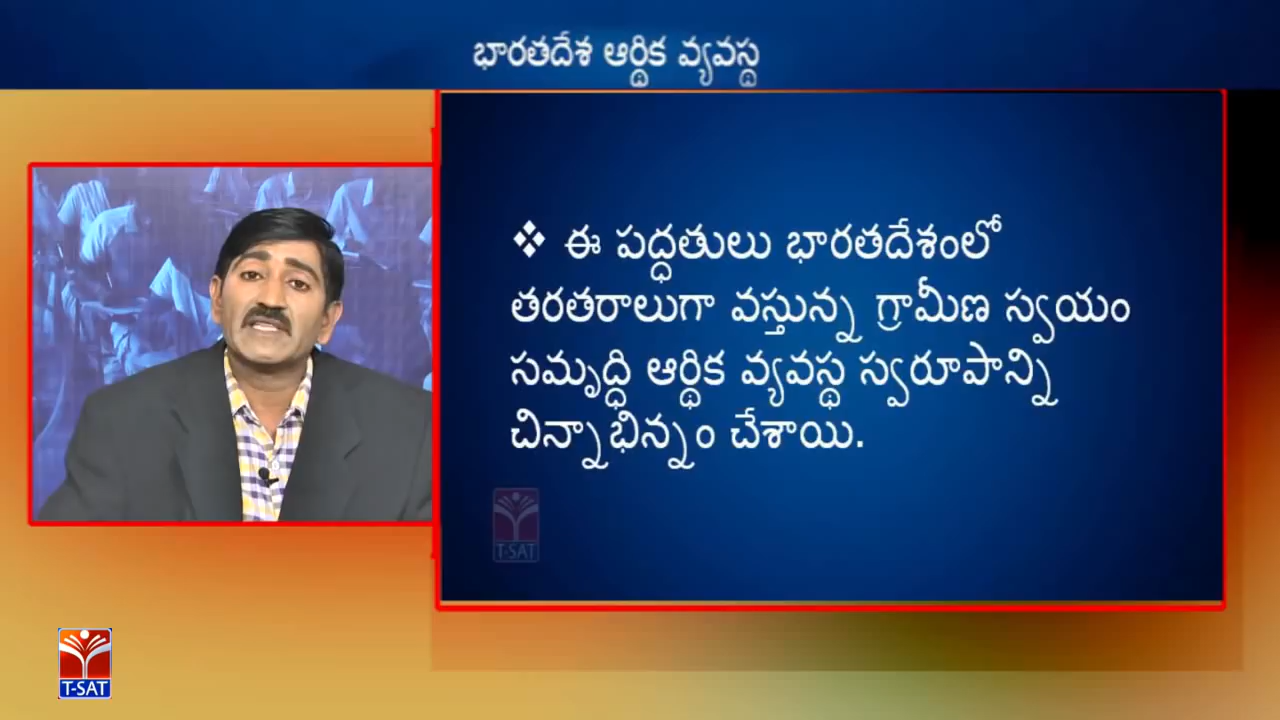 భారతదేశ ఆర్థిక వ్యవస్థ
❖ ఈ పద్ధతులు భారతదేశంలో
తరతరాలుగా వస్తున్న గ్రామీణ స్వయం
సమృద్ధి ఆర్థిక వ్యవస్థ స్వరూపాన్ని
చిన్నాభిన్నం చేశాయి.
T-SAT
T-SAT